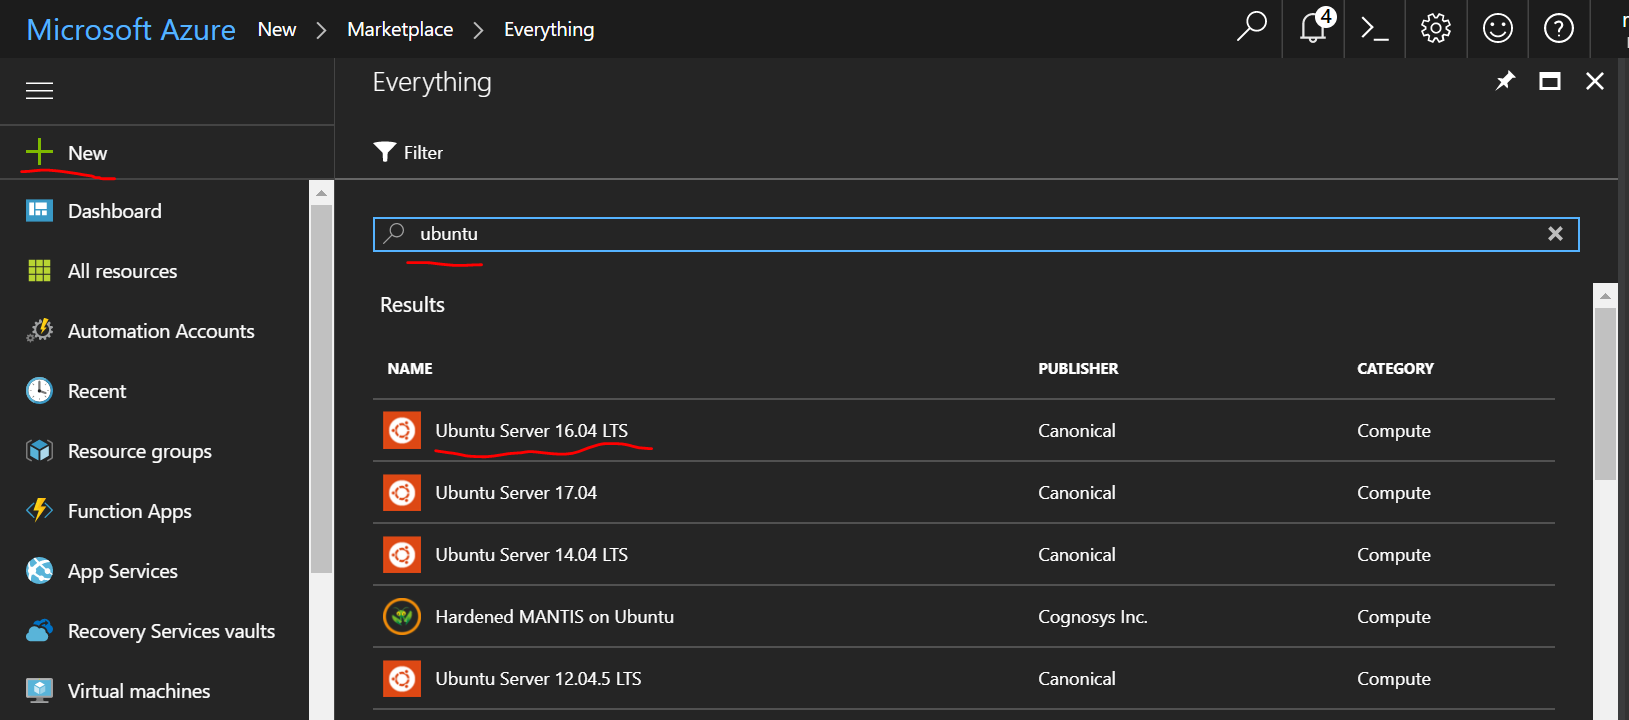 Microsoft Azure New > Marketplace > Everything 4 >_ ?
Everything
New
Filter
Dashboard
ubuntu
All resources
Results
Automation Accounts
NAME PUBLISHER CATEGORY
Recent
Ubuntu Server 16.04 LTS Canonical Compute
Resource groups
Ubuntu Server 17.04 Canonical Compute
Function Apps
Ubuntu Server 14.04 LTS Canonical Compute
App Services
Hardened MANTIS on Ubuntu Cognosys Inc. Compute
Recovery Services vaults
Ubuntu Server 12.04.5 LTS Canonical Compute
Virtual machines